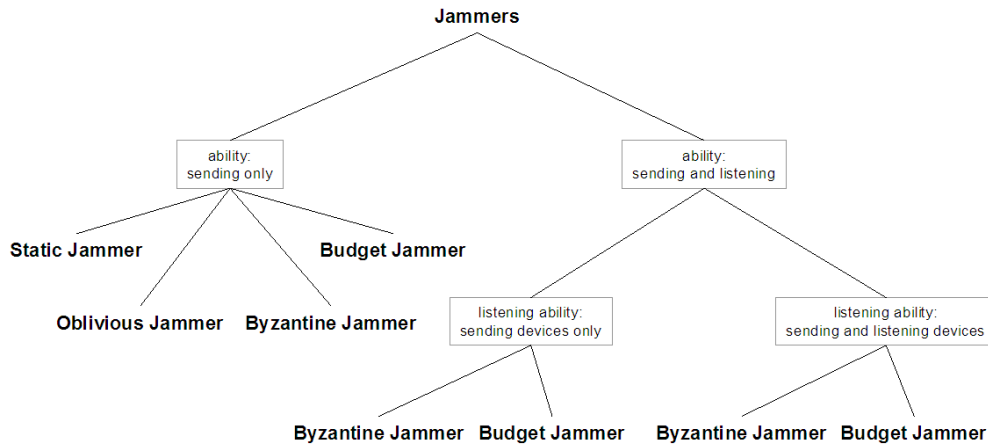 Jammers
ability:
sending only
ability:
sending and listening
Static Jammer
Budget Jammer
Oblivious Jammer
Byzantine Jammer
listening ability:
sending devices only
listening ability:
sending and listening devices
Byzantine Jammer
Budget Jammer
Byzantine Jammer
Budget Jammer